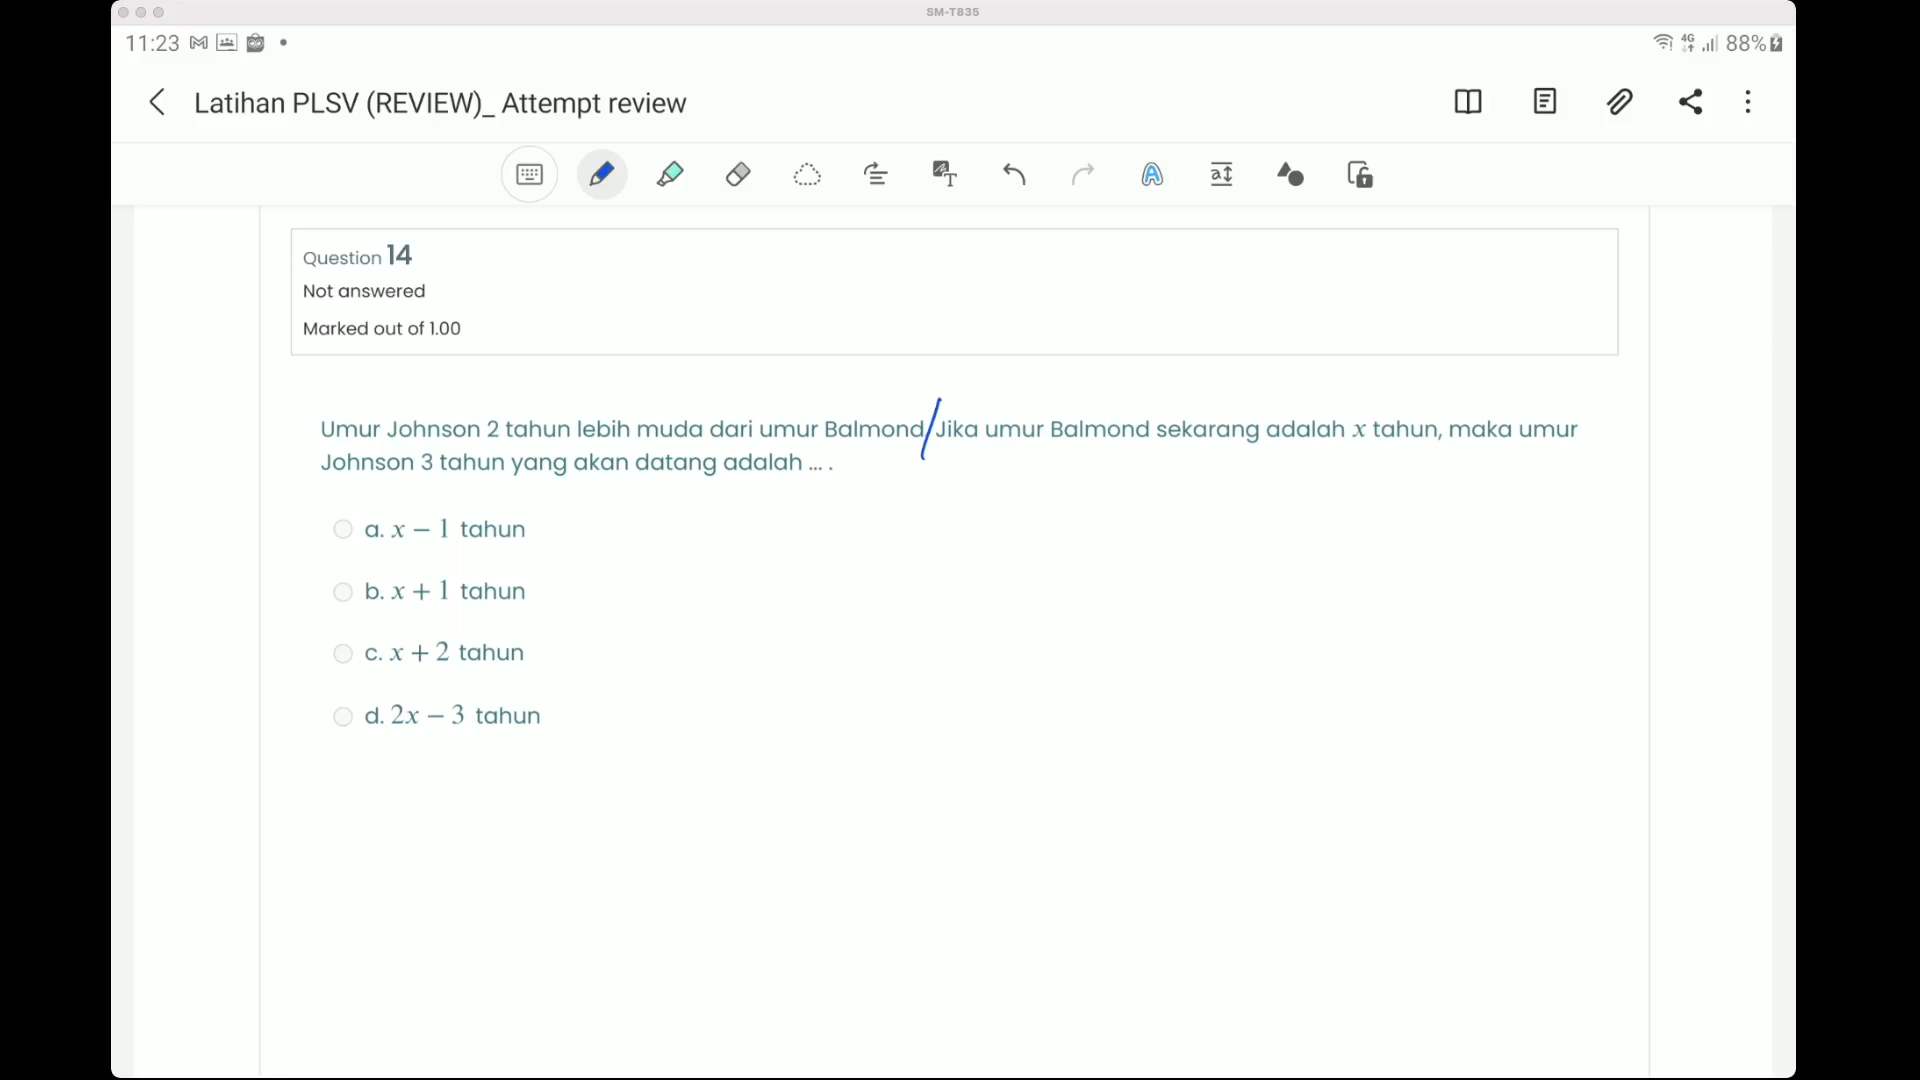 SM-T835
11:23
4G
88%
Latihan PLSV (REVIEW)_ Attempt review
Question 14
Not answered
Marked out of 1.00
Umur Johnson 2 tahun lebih muda dari umur Balmond. Jika umur Balmond sekarang adalah x tahun, maka umur
Johnson 3 tahun yang akan datang adalah ... .
a. x − 1 tahun
b. x + 1 tahun
c. x + 2 tahun
d. 2x − 3 tahun